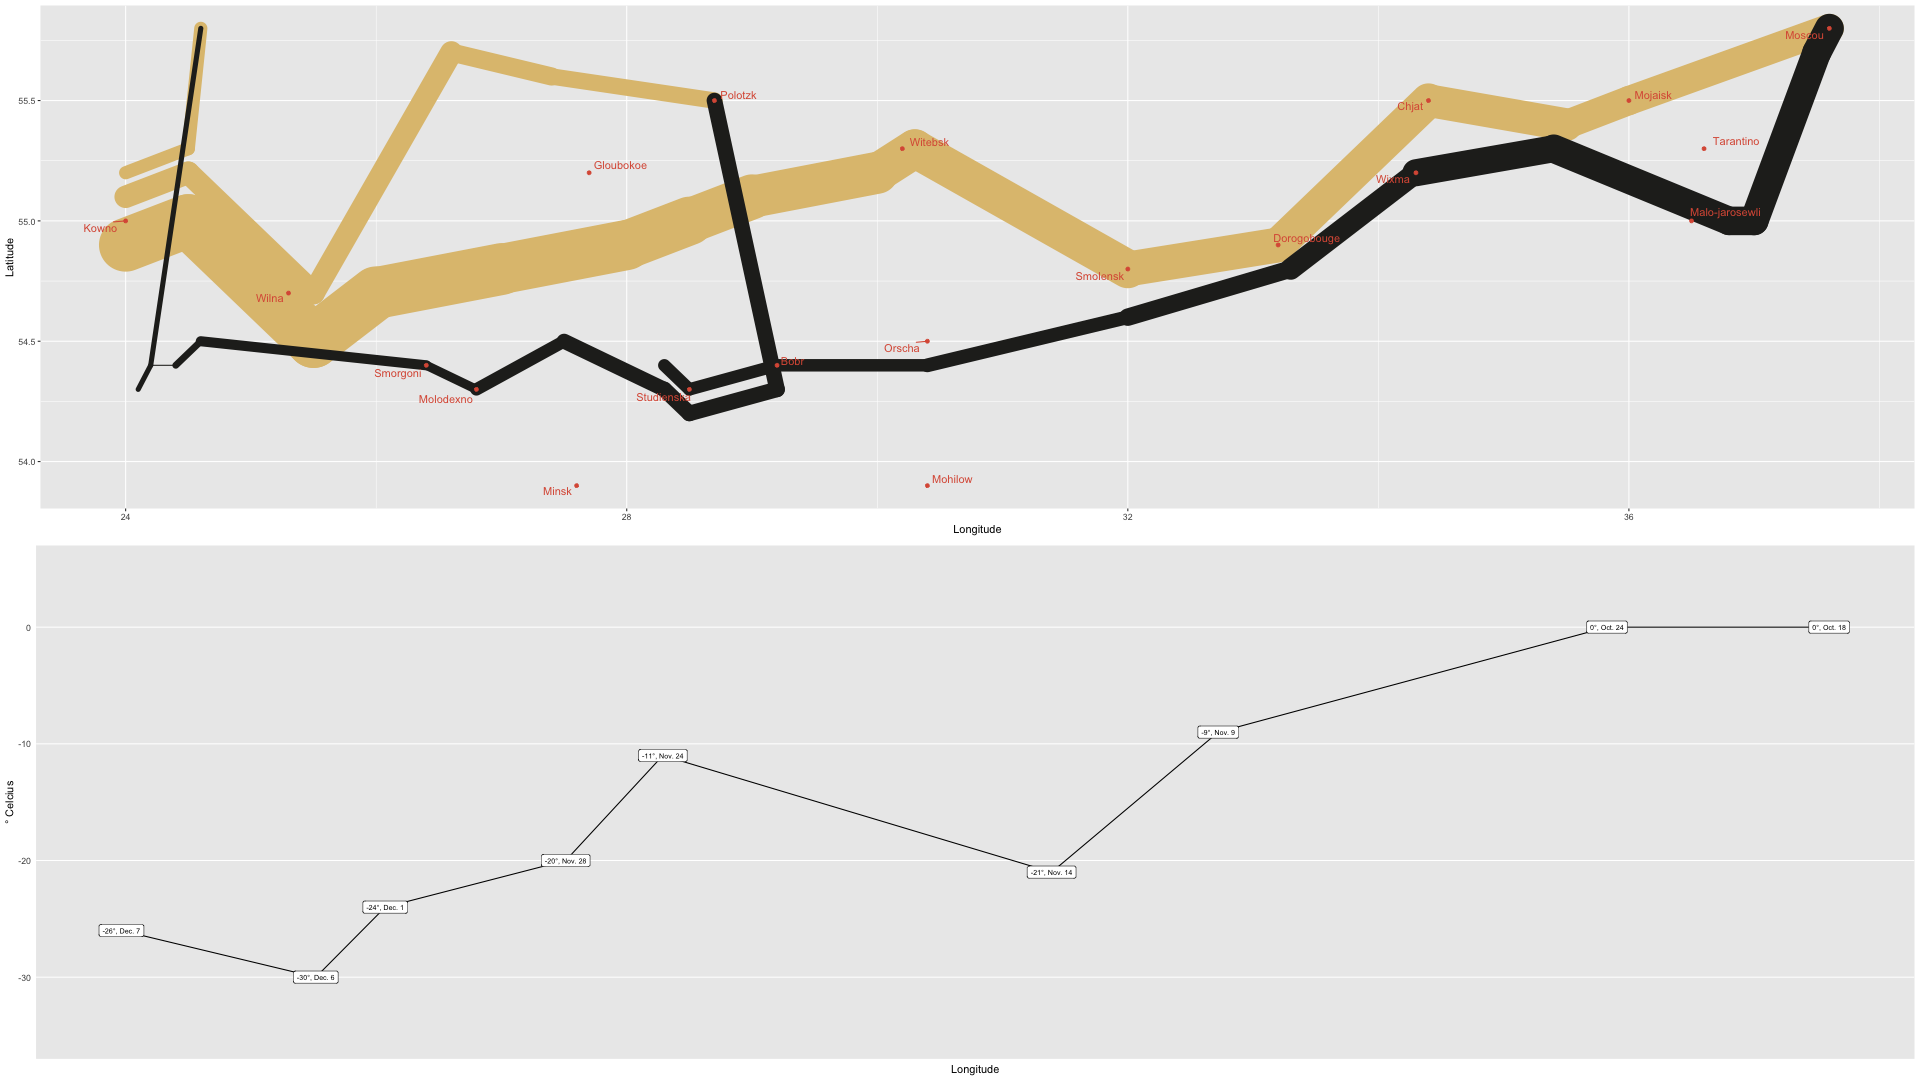 Moscou
55.5
Polotzk
Mojaisk
Chjat
Witebsk
Tarantino
Gloubokoe
Wixma
Malo-jarosewli
55.0
Kowno
Dorogobouge
Latitude
Smolensk
Wilna
54.5
Orscha
Bobr
Smorgoni
Studienska
Molodexno
54.0
Mohilow
Minsk
24
28
32
36
Longitude
0
0°, Oct. 24
0°, Oct. 18
-9°, Nov. 9
-10
-11°, Nov. 24
° Celcius
-20
-20°, Nov. 28
-21°, Nov. 14
-24°, Dec. 1
-26°, Dec. 7
-30
-30°, Dec. 6
Longitude